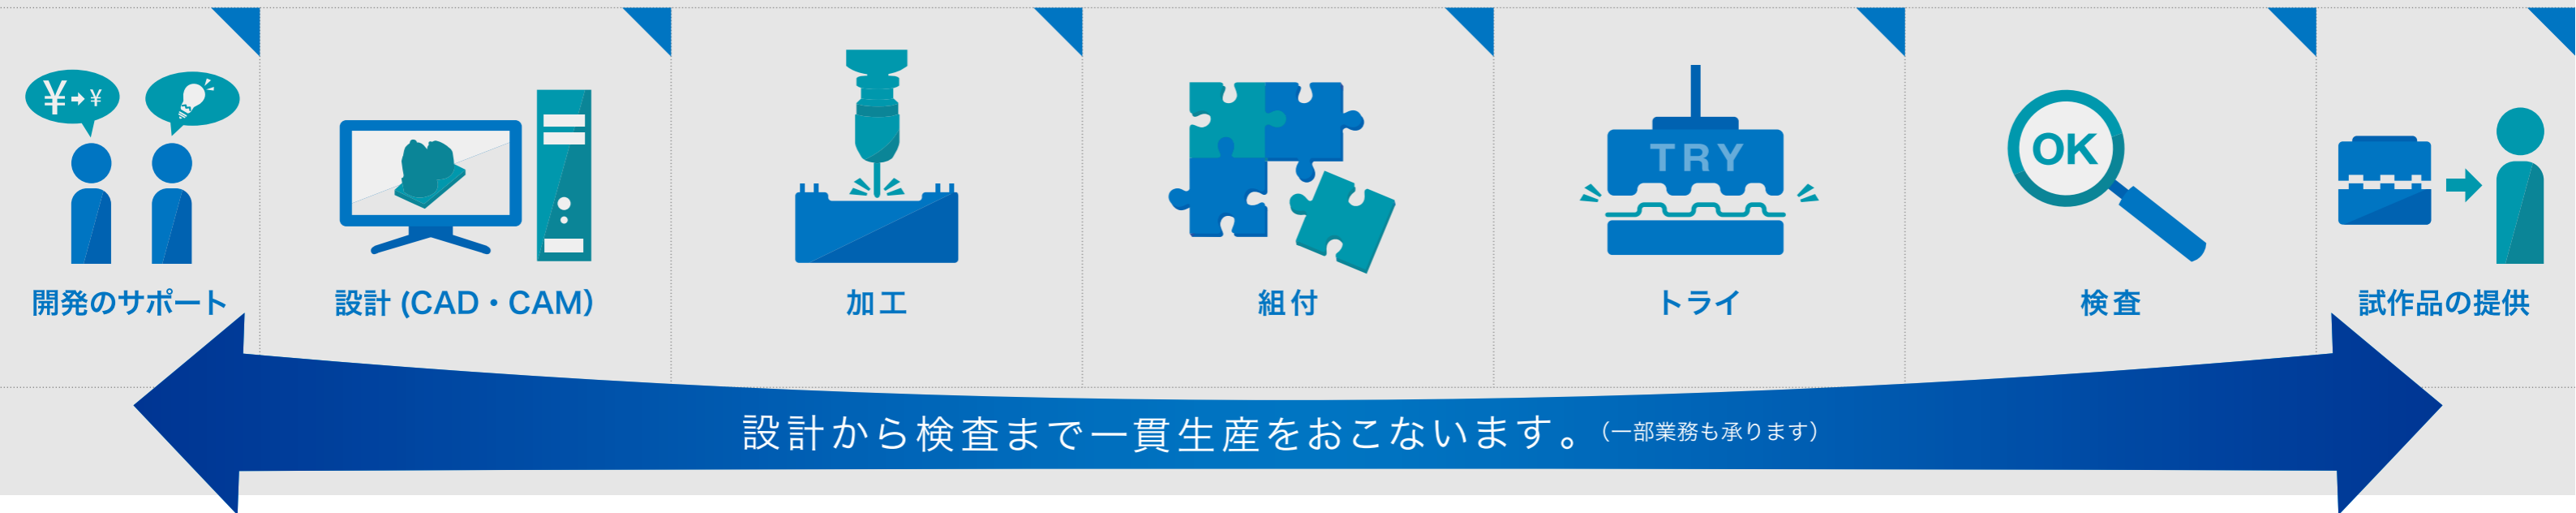 ¥ → ¥
TRY
OK
開発のサポート
設計 (CAD・CAM)
加工
組付
トライ
検査
試作品の提供
設計から検査まで一貫生産をおこないます。(一部業務も承ります)